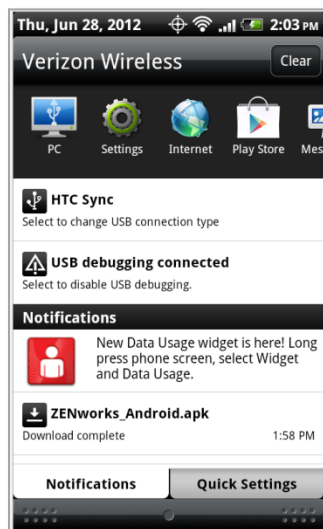 Thu, Jun 28, 2012 2:03 PM
Verizon Wireless Clear
PC Settings Internet Play Store Mes
HTC Sync
Select to change USB connection type
USB debugging connected
Select to disable USB debugging.
Notifications
New Data Usage widget is here! Long
press phone screen, select Widget
and Data Usage.
ZENworks_Android.apk
Download complete 1:58 PM
Notifications Quick Settings